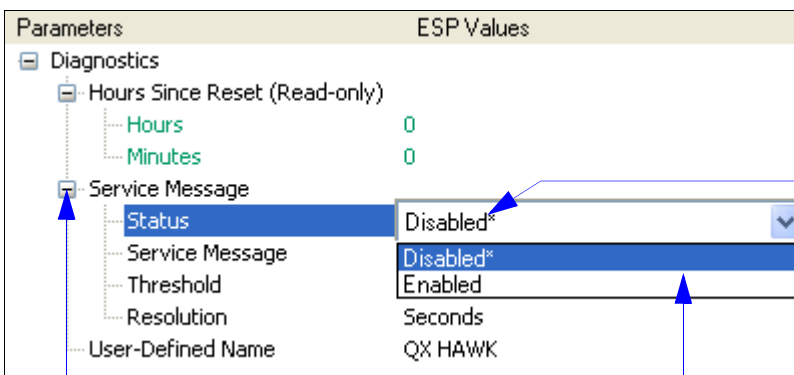 Parameters ESP Values
Diagnostics
Hours Since Reset (Read-only)
Hours 0
Minutes 0
Service Message
Status Disabled*
Service Message Disabled*
Threshold Enabled
Resolution Seconds
User-Defined Name QX HAWK